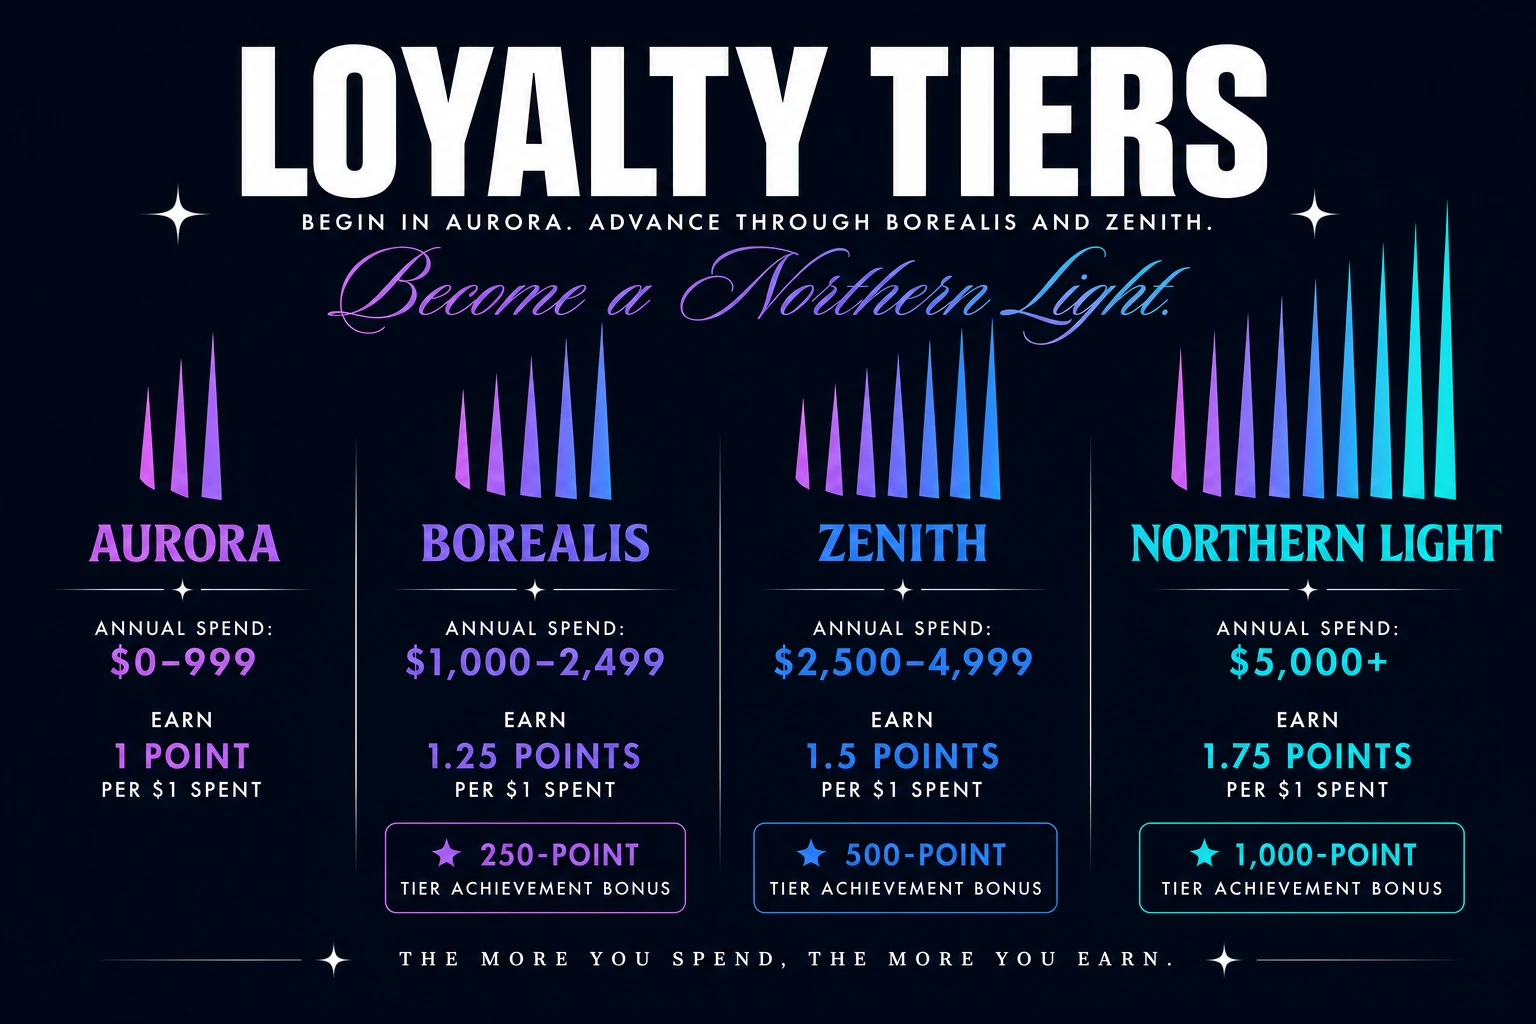 LOYALTY TIERS
BEGIN IN AURORA. ADVANCE THROUGH BOREALIS AND ZENITH.
Become a Northern Light.
AURORA
ANNUAL SPEND:
$0–999
EARN
1 POINT
PER $1 SPENT
BOREALIS
ANNUAL SPEND:
$1,000–2,499
EARN
1.25 POINTS
PER $1 SPENT
★ 250-POINT
TIER ACHIEVEMENT BONUS
ZENITH
ANNUAL SPEND:
$2,500–4,999
EARN
1.5 POINTS
PER $1 SPENT
★ 500-POINT
TIER ACHIEVEMENT BONUS
NORTHERN LIGHT
ANNUAL SPEND:
$5,000+
EARN
1.75 POINTS
PER $1 SPENT
★ 1,000-POINT
TIER ACHIEVEMENT BONUS
THE MORE YOU SPEND, THE MORE YOU EARN.